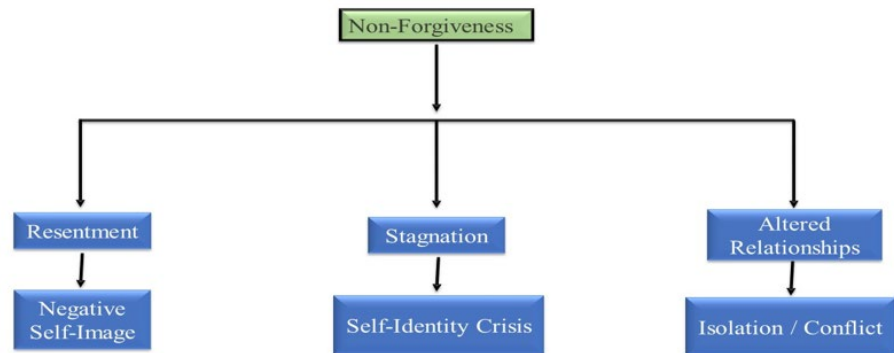 Non-Forgiveness
Resentment
Stagnation
Altered
Relationships
Negative
Self-Image
Self-Identity Crisis
Isolation / Conflict